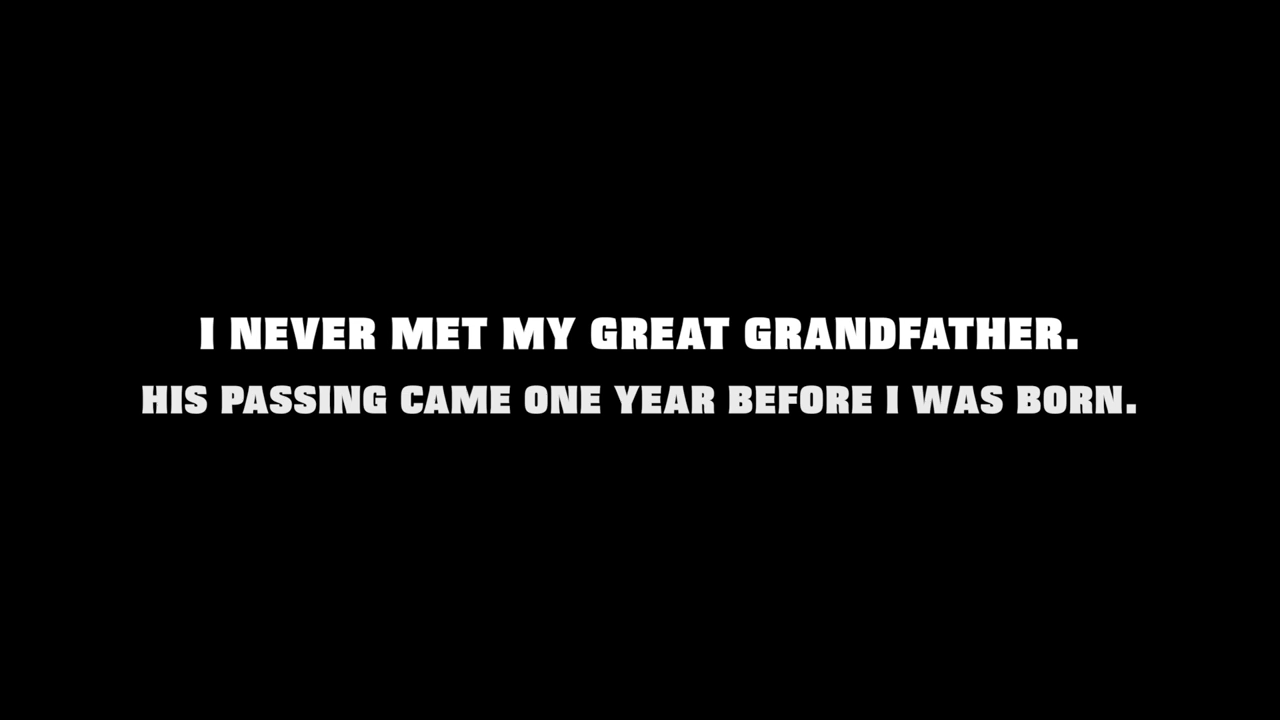 I NEVER MET MY GREAT GRANDFATHER.
HIS PASSING CAME ONE YEAR BEFORE I WAS BORN.